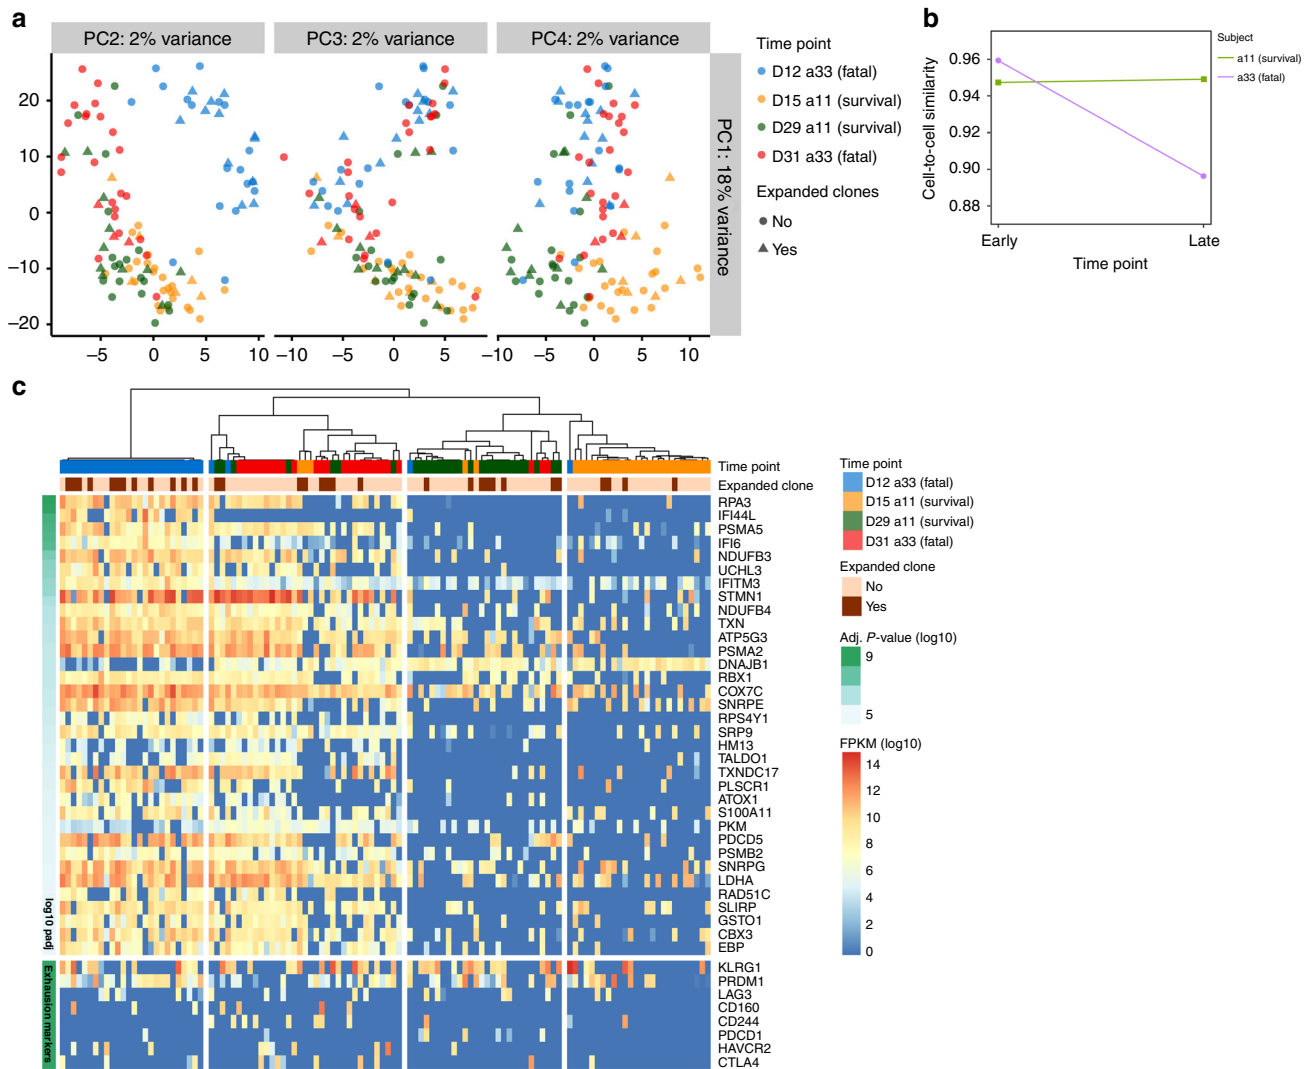 a
PC2: 2% variance
PC3: 2% variance
PC4: 2% variance
PC1: 18% variance
20
10
0
−10
−20
−5 0 5 10
−10 −5 0 5
−10 −5 0 5 10
Time point
D12 a33 (fatal)
D15 a11 (survival)
D29 a11 (survival)
D31 a33 (fatal)
Expanded clones
No
Yes
b
Cell-to-cell similarity
0.96
0.94
0.92
0.90
0.88
Early
Late
Time point
Subject
a11 (survival)
a33 (fatal)
c
Time point
Expanded clone
RPA3
IFI44L
PSMA5
IFI6
NDUFB3
UCHL3
IFITM3
STMN1
NDUFB4
TXN
ATP5G3
PSMA2
DNAJB1
RBX1
COX7C
SNRPE
RPS4Y1
SRP9
HM13
TALDO1
TXNDC17
PLSCR1
ATOX1
S100A11
PKM
PDCD5
PSMB2
SNRPG
LDHA
RAD51C
SLIRP
GSTO1
CBX3
EBP
KLRG1
PRDM1
LAG3
CD160
CD244
PDCD1
HAVCR2
CTLA4
log10 padj
Exhausion markers
Time point
D12 a33 (fatal)
D15 a11 (survival)
D29 a11 (survival)
D31 a33 (fatal)
Expanded clone
No
Yes
Adj. P-value (log10)
9
5
FPKM (log10)
14
12
10
8
6
4
2
0